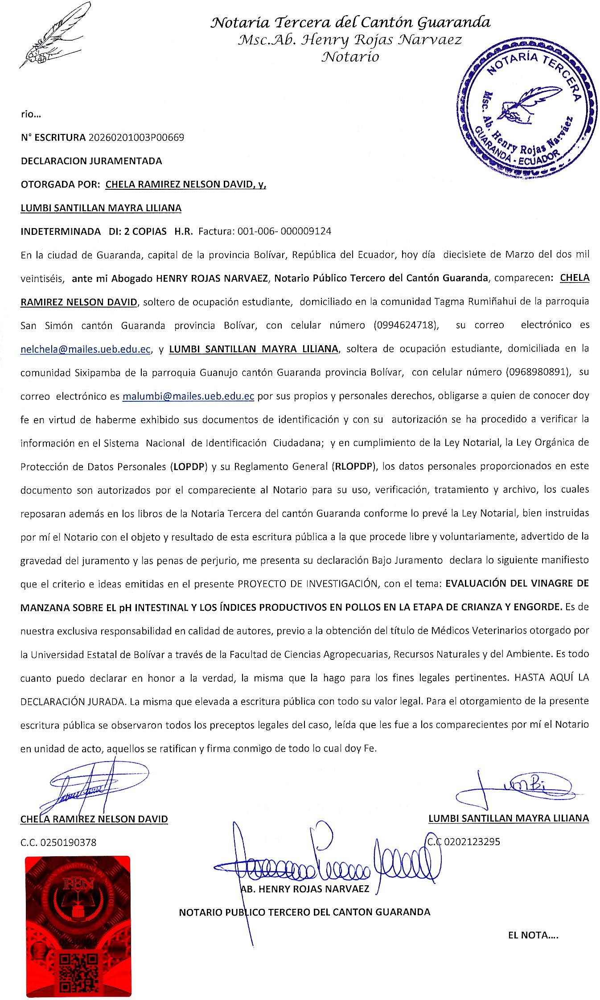 Notaría Tercera del Cantón Guaranda
Msc.Ab. Henry Rojas Narvaez
Notario
NOTARÍA TERCERA
Msc. Ab. Henry Rojas Narváez
GUARANDA - ECUADOR
rio...
N° ESCRITURA 20260201003P00669
DECLARACION JURAMENTADA
OTORGADA POR: CHELA RAMIREZ NELSON DAVID, y,
LUMBI SANTILLAN MAYRA LILIANA
INDETERMINADA DI: 2 COPIAS H.R. Factura: 001-006- 000009124
En la ciudad de Guaranda, capital de la provincia Bolívar, República del Ecuador, hoy día diecisiete de Marzo del dos mil
veintiséis, ante mi Abogado HENRY ROJAS NARVAEZ, Notario Público Tercero del Cantón Guaranda, comparecen: CHELA
RAMIREZ NELSON DAVID, soltero de ocupación estudiante, domiciliado en la comunidad Tagma Rumiñahui de la parroquia
San Simón cantón Guaranda provincia Bolívar, con celular número (0994624718), su correo electrónico es
nelchela@mailes.ueb.edu.ec, y LUMBI SANTILLAN MAYRA LILIANA, soltera de ocupación estudiante, domiciliada en la
comunidad Sixipamba de la parroquia Guanujo cantón Guaranda provincia Bolívar, con celular número (0968980891), su
correo electrónico es malumbi@mailes.ueb.edu.ec por sus propios y personales derechos, obligarse a quien de conocer doy
fe en virtud de haberme exhibido sus documentos de identificación y con su autorización se ha procedido a verificar la
información en el Sistema Nacional de Identificación Ciudadana; y en cumplimiento de la Ley Notarial, la Ley Orgánica de
Protección de Datos Personales (LOPDP) y su Reglamento General (RLOPDP), los datos personales proporcionados en este
documento son autorizados por el compareciente al Notario para su uso, verificación, tratamiento y archivo, los cuales
reposaran además en los libros de la Notaria Tercera del cantón Guaranda conforme lo prevé la Ley Notarial, bien instruidas
por mí el Notario con el objeto y resultado de esta escritura pública a la que procede libre y voluntariamente, advertido de la
gravedad del juramento y las penas de perjurio, me presenta su declaración Bajo Juramento declara lo siguiente manifiesto
que el criterio e ideas emitidas en el presente PROYECTO DE INVESTIGACIÓN, con el tema: EVALUACIÓN DEL VINAGRE DE
MANZANA SOBRE EL pH INTESTINAL Y LOS ÍNDICES PRODUCTIVOS EN POLLOS EN LA ETAPA DE CRIANZA Y ENGORDE. Es de
nuestra exclusiva responsabilidad en calidad de autores, previo a la obtención del título de Médicos Veterinarios otorgado por
la Universidad Estatal de Bolívar a través de la Facultad de Ciencias Agropecuarias, Recursos Naturales y del Ambiente. Es todo
cuanto puedo declarar en honor a la verdad, la misma que la hago para los fines legales pertinentes. HASTA AQUÍ LA
DECLARACIÓN JURADA. La misma que elevada a escritura pública con todo su valor legal. Para el otorgamiento de la presente
escritura pública se observaron todos los preceptos legales del caso, leída que les fue a los comparecientes por mí el Notario
en unidad de acto, aquellos se ratifican y firma conmigo de todo lo cual doy Fe.
Lumbi
CHELA RAMIREZ NELSON DAVID
LUMBI SANTILLAN MAYRA LILIANA
C.C. 0250190378
C.C 0202123295
FEDERACIÓN ECUATORIANA DE NOTARIOS
FEN
AB. HENRY ROJAS NARVAEZ
NOTARIO PUBLICO TERCERO DEL CANTON GUARANDA
EL NOTA....